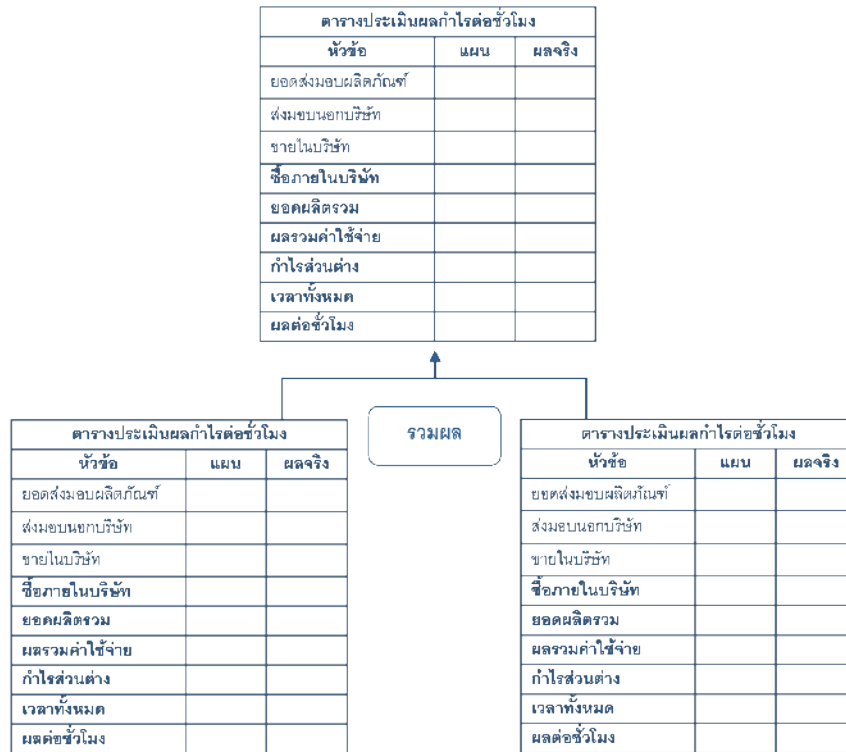 ตารางประเมินผลกำไรต่อชั่วโมง
หัวข้อ แผน ผลจริง
ยอดส่งมอบผลิตภัณฑ์
ส่งมอบนอกบริษัท
ขายในบริษัท
ซื้อภายในบริษัท
ยอดผลิตรวม
ผลรวมค่าใช้จ่าย
กำไรส่วนต่าง
เวลาทั้งหมด
ผลต่อชั่วโมง
ตารางประเมินผลกำไรต่อชั่วโมง
หัวข้อ แผน ผลจริง
ยอดส่งมอบผลิตภัณฑ์
ส่งมอบนอกบริษัท
ขายในบริษัท
ซื้อภายในบริษัท
ยอดผลิตรวม
ผลรวมค่าใช้จ่าย
กำไรส่วนต่าง
เวลาทั้งหมด
ผลต่อชั่วโมง
รวมผล
ตารางประเมินผลกำไรต่อชั่วโมง
หัวข้อ แผน ผลจริง
ยอดส่งมอบผลิตภัณฑ์
ส่งมอบนอกบริษัท
ขายในบริษัท
ซื้อภายในบริษัท
ยอดผลิตรวม
ผลรวมค่าใช้จ่าย
กำไรส่วนต่าง
เวลาทั้งหมด
ผลต่อชั่วโมง